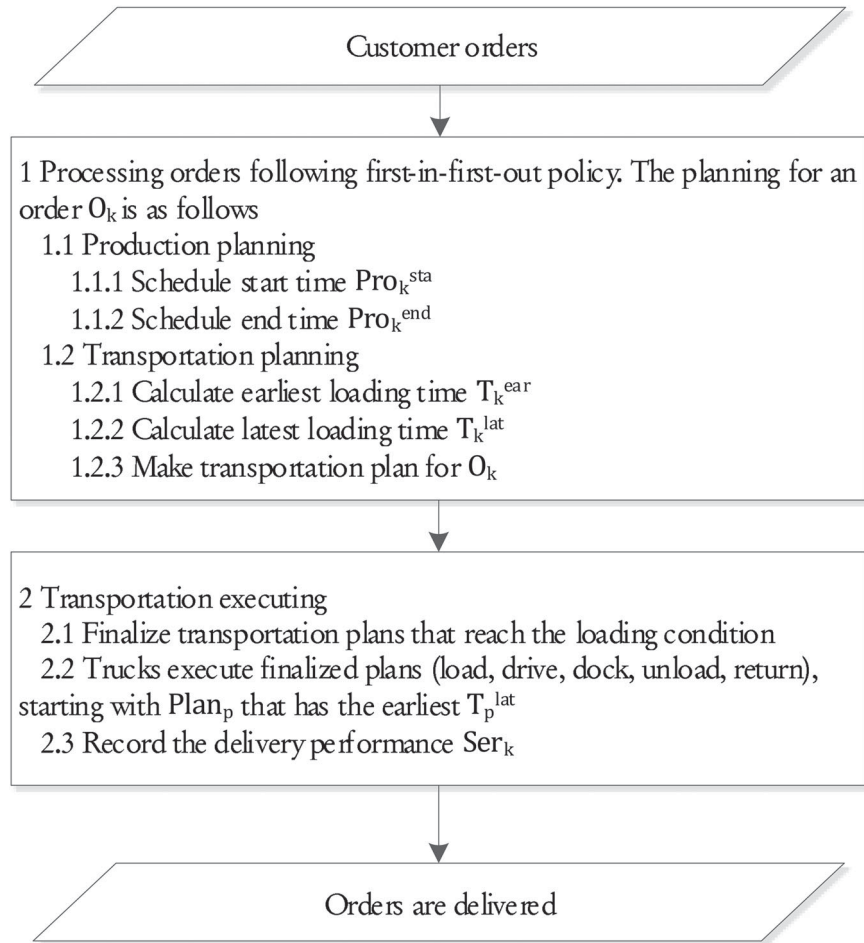 Customer orders
1 Processing orders following first-in-first-out policy. The planning for an
order Oₖ is as follows
1.1 Production planning
1.1.1 Schedule start time Proₖˢᵗᵃ
1.1.2 Schedule end time Proₖᵉⁿᵈ
1.2 Transportation planning
1.2.1 Calculate earliest loading time Tₖᵉᵃʳ
1.2.2 Calculate latest loading time Tₖˡᵃᵗ
1.2.3 Make transportation plan for Oₖ
2 Transportation executing
2.1 Finalize transportation plans that reach the loading condition
2.2 Trucks execute finalized plans (load, drive, dock, unload, return),
starting with Planₚ that has the earliest Tₚˡᵃᵗ
2.3 Record the delivery performance Serₖ
Orders are delivered